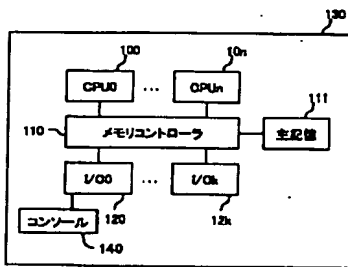 130
100
10n
CPU0 … CPUn
111
110
メモリコントローラ
主記憶
I/O0 … I/Ok
コンソール
120
12k
140